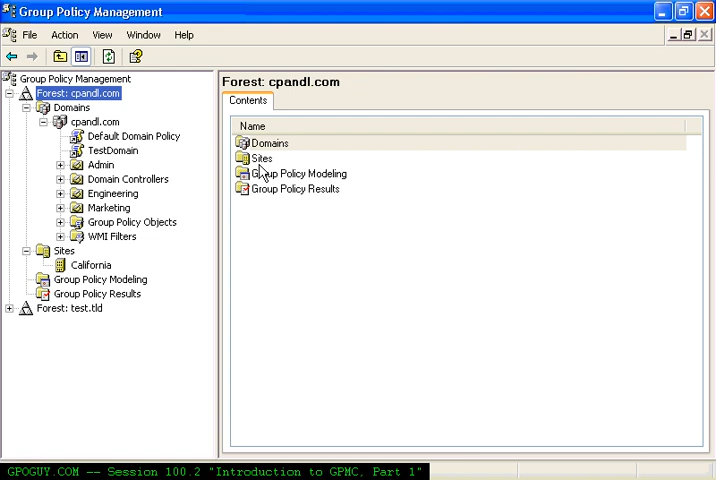 Group Policy Management
File Action View Window Help
Group Policy Management
Forest: cpandl.com
Domains
cpandl.com
Default Domain Policy
TestDomain
Admin
Domain Controllers
Engineering
Marketing
Group Policy Objects
WMI Filters
Sites
California
Group Policy Modeling
Group Policy Results
Forest: test.tld
Forest: cpandl.com
Contents
Name
Domains
Sites
Group Policy Modeling
Group Policy Results
GPOGUY.COM -- Session 100.2 "Introduction to GPMC, Part 1"